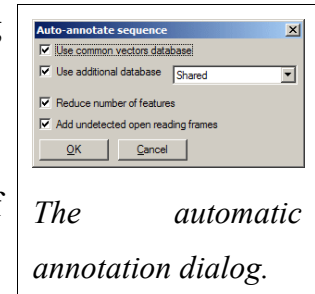 Auto-annotate sequence
Use common vectors database
Use additional database Shared
Reduce number of features
Add undetected open reading frames
OK Cancel
The automatic
annotation dialog.